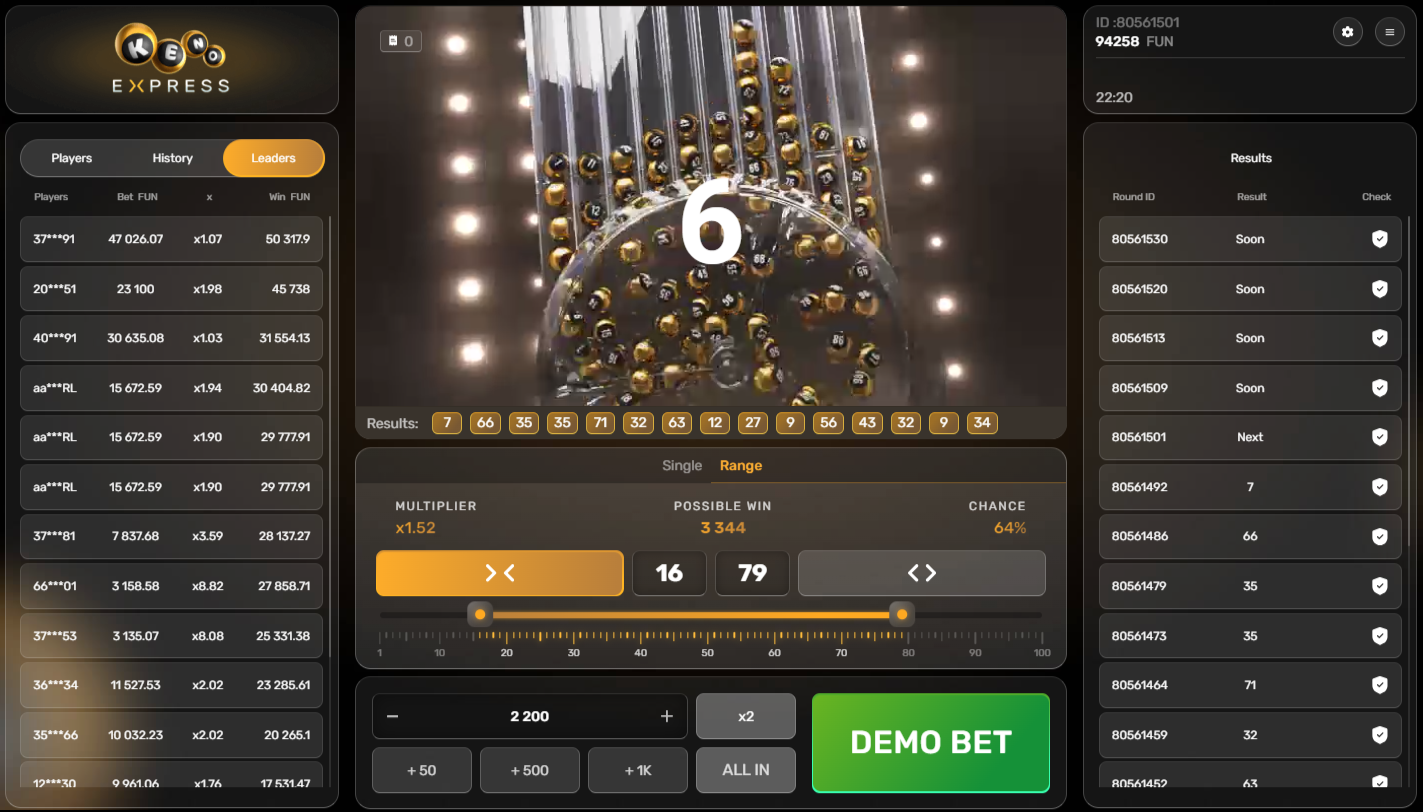 KENO
EXPRESS
Players History Leaders
Players Bet FUN x Win FUN
37***91 47 026.07 x1.07 50 317.9
20***51 23 100 x1.98 45 738
40***91 30 635.08 x1.03 31 554.13
aa***RL 15 672.59 x1.94 30 404.82
aa***RL 15 672.59 x1.90 29 777.91
aa***RL 15 672.59 x1.90 29 777.91
37***81 7 837.68 x3.59 28 137.27
66***01 3 158.58 x8.82 27 858.71
37***53 3 135.07 x8.08 25 331.38
36***34 11 527.53 x2.02 23 285.61
35***66 10 032.23 x2.02 20 265.1
12***30 9 961.06 x1.76 17 531.47
0
6
Results: 7 66 35 35 71 32 63 12 27 9 56 43 32 9 34
Single Range
MULTIPLIER POSSIBLE WIN CHANCE
x1.52 3 344 64%
16 79
1 10 20 30 40 50 60 70 80 90 100
2 200 x2
+ 50 + 500 + 1K ALL IN
DEMO BET
ID :80561501
94258 FUN
22:20
Results
Round ID Result Check
80561530 Soon
80561520 Soon
80561513 Soon
80561509 Soon
80561501 Next
80561492 7
80561486 66
80561479 35
80561473 35
80561464 71
80561459 32
80561452 63